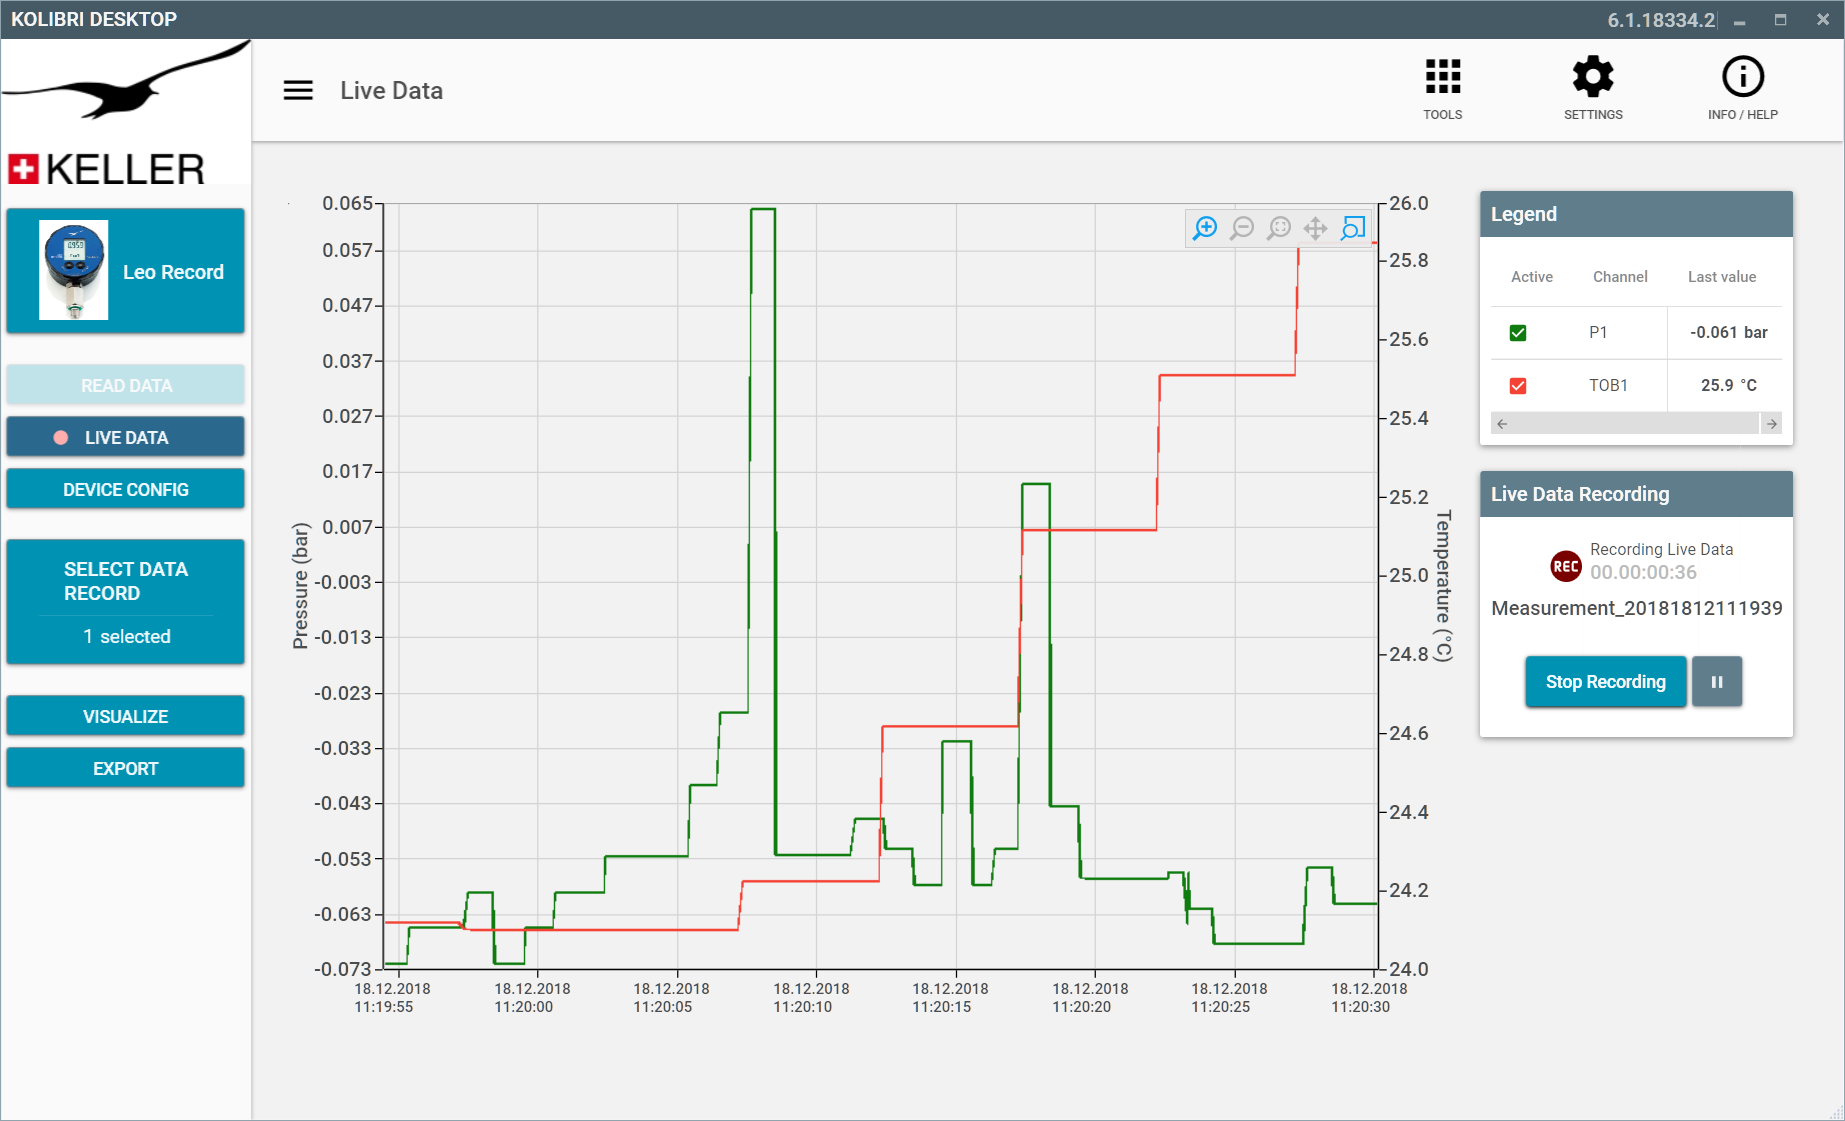 KOLIBRI DESKTOP
6.1.18334.2
KELLER
Live Data
TOOLS
SETTINGS
INFO / HELP
Leo Record
READ DATA
LIVE DATA
DEVICE CONFIG
SELECT DATA
RECORD
1 selected
VISUALIZE
EXPORT
Pressure (bar)
0.065
0.057
0.047
0.037
0.027
0.017
0.007
-0.003
-0.013
-0.023
-0.033
-0.043
-0.053
-0.063
-0.073
26.0
25.8
25.6
25.4
25.2
25.0
24.8
24.6
24.4
24.2
24.0
Temperature (°C)
18.12.2018
11:19:55
18.12.2018
11:20:00
18.12.2018
11:20:05
18.12.2018
11:20:10
18.12.2018
11:20:15
18.12.2018
11:20:20
18.12.2018
11:20:25
18.12.2018
11:20:30
Legend
Active Channel Last value
P1 -0.061 bar
TOB1 25.9 °C
Live Data Recording
REC
Recording Live Data
00.00:00:36
Measurement_20181812111939
Stop Recording